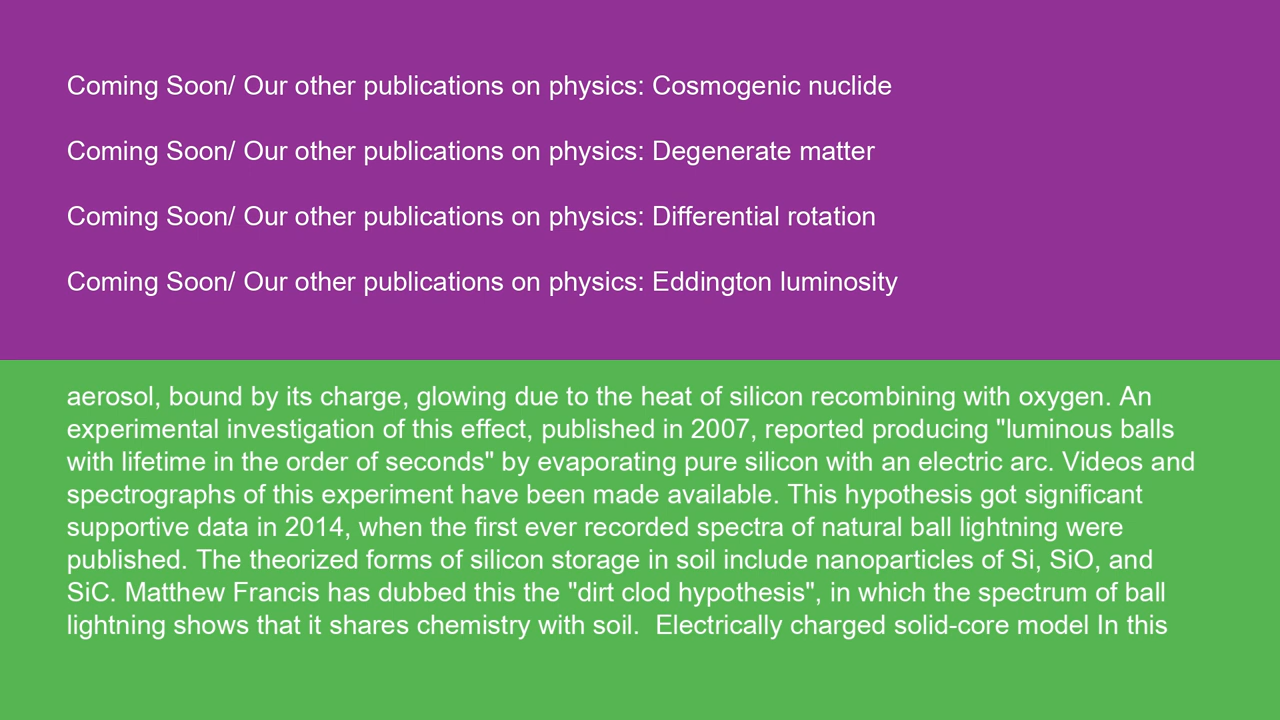 Coming Soon/ Our other publications on physics: Cosmogenic nuclide
Coming Soon/ Our other publications on physics: Degenerate matter
Coming Soon/ Our other publications on physics: Differential rotation
Coming Soon/ Our other publications on physics: Eddington luminosity
aerosol, bound by its charge, glowing due to the heat of silicon recombining with oxygen. An
experimental investigation of this effect, published in 2007, reported producing "luminous balls
with lifetime in the order of seconds" by evaporating pure silicon with an electric arc. Videos and
spectrographs of this experiment have been made available. This hypothesis got significant
supportive data in 2014, when the first ever recorded spectra of natural ball lightning were
published. The theorized forms of silicon storage in soil include nanoparticles of Si, SiO, and
SiC. Matthew Francis has dubbed this the "dirt clod hypothesis", in which the spectrum of ball
lightning shows that it shares chemistry with soil.  Electrically charged solid-core model In this